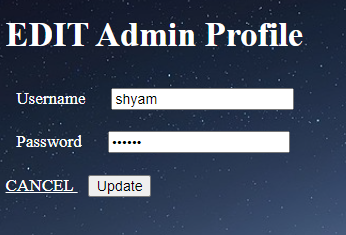 EDIT Admin Profile
Username shyam
Password ••••••
CANCEL Update